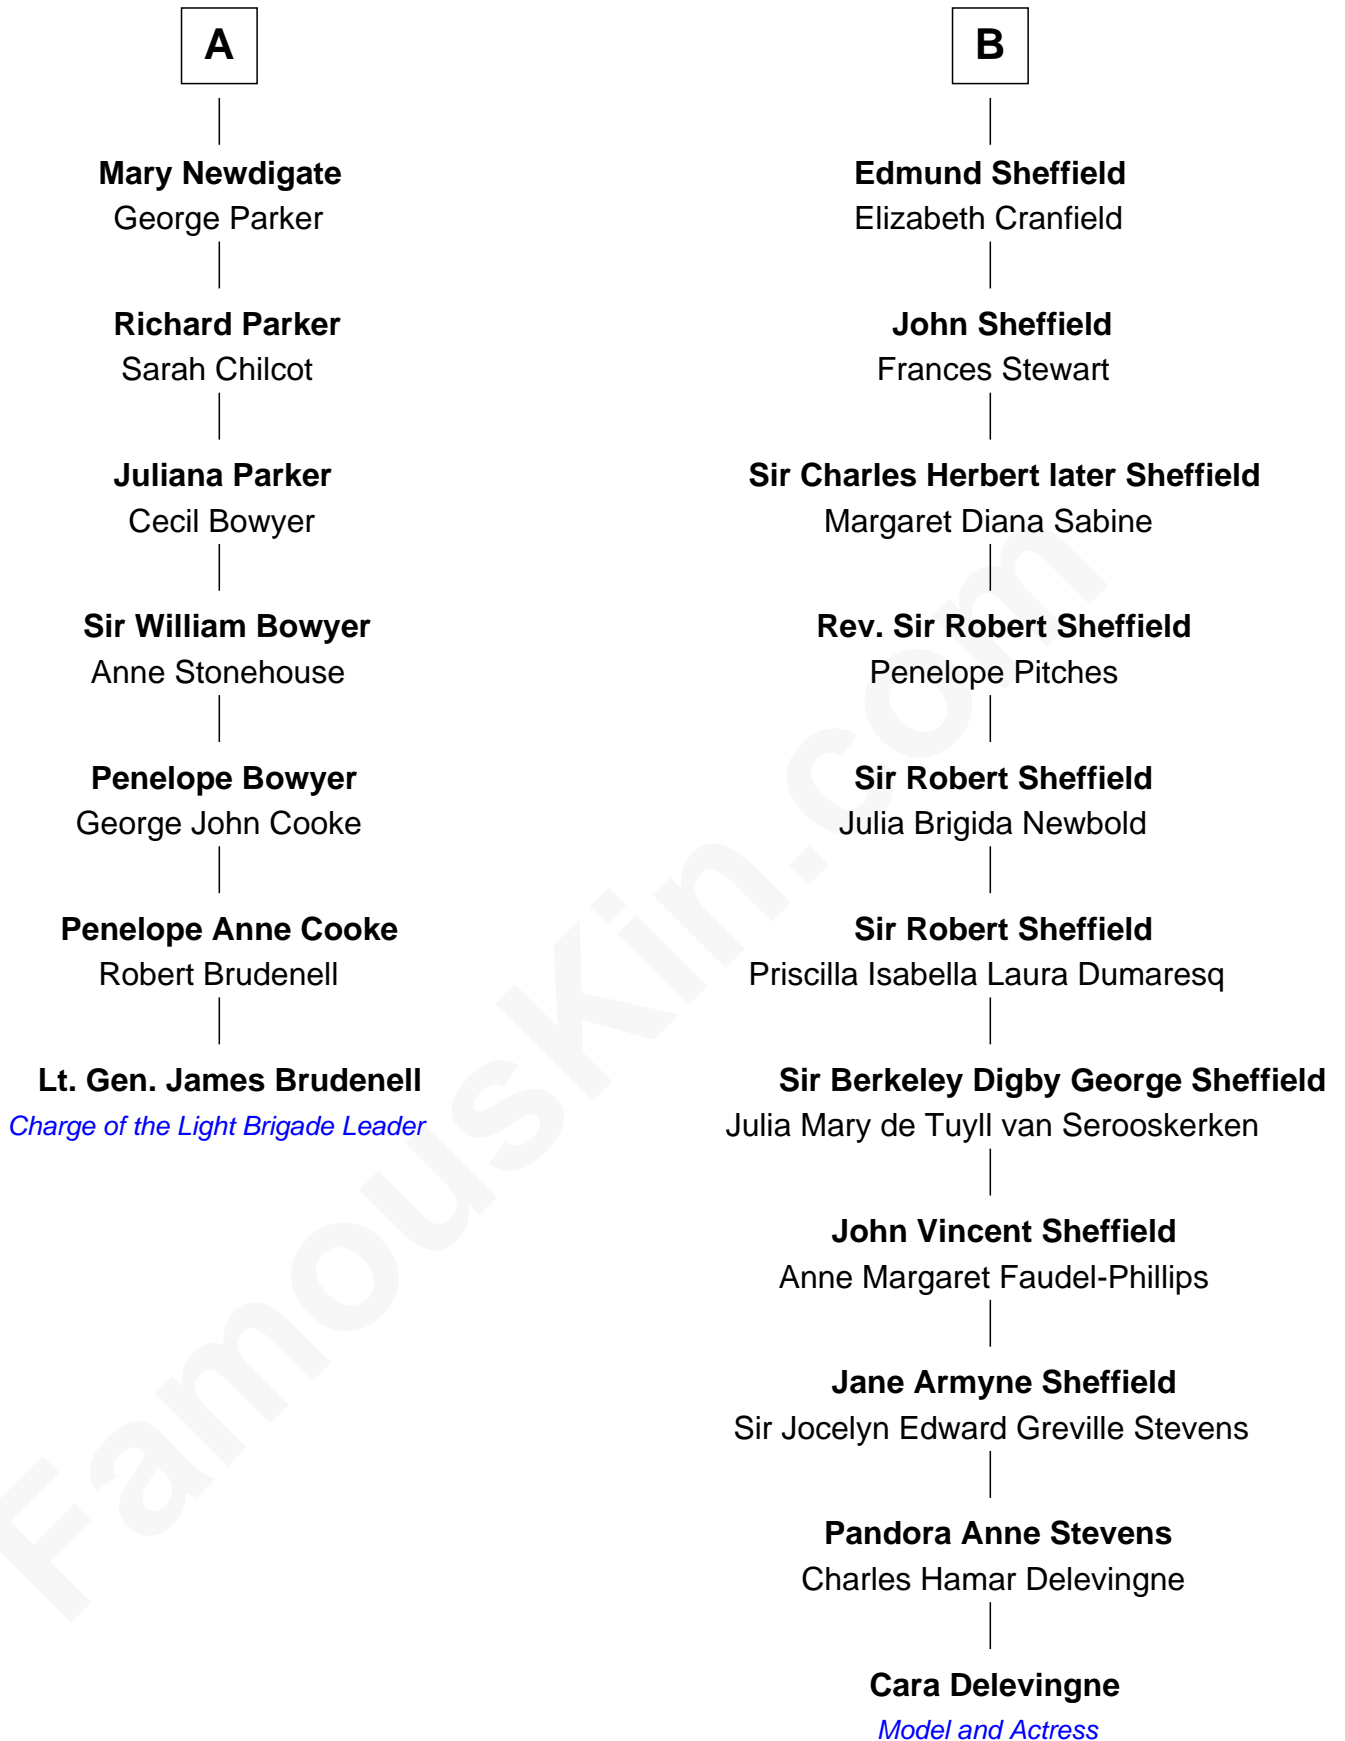 A
Mary Newdigate
George Parker
Richard Parker
Sarah Chilcot
Juliana Parker
Cecil Bowyer
Sir William Bowyer
Anne Stonehouse
Penelope Bowyer
George John Cooke
Penelope Anne Cooke
Robert Brudenell
Lt. Gen. James Brudenell
Charge of the Light Brigade Leader
B
Edmund Sheffield
Elizabeth Cranfield
John Sheffield
Frances Stewart
Sir Charles Herbert later Sheffield
Margaret Diana Sabine
Rev. Sir Robert Sheffield
Penelope Pitches
Sir Robert Sheffield
Julia Brigida Newbold
Sir Robert Sheffield
Priscilla Isabella Laura Dumaresq
Sir Berkeley Digby George Sheffield
Julia Mary de Tuyll van Serooskerken
John Vincent Sheffield
Anne Margaret Faudel-Phillips
Jane Armyne Sheffield
Sir Jocelyn Edward Greville Stevens
Pandora Anne Stevens
Charles Hamar Delevingne
Cara Delevingne
Model and Actress
FamousKin.com